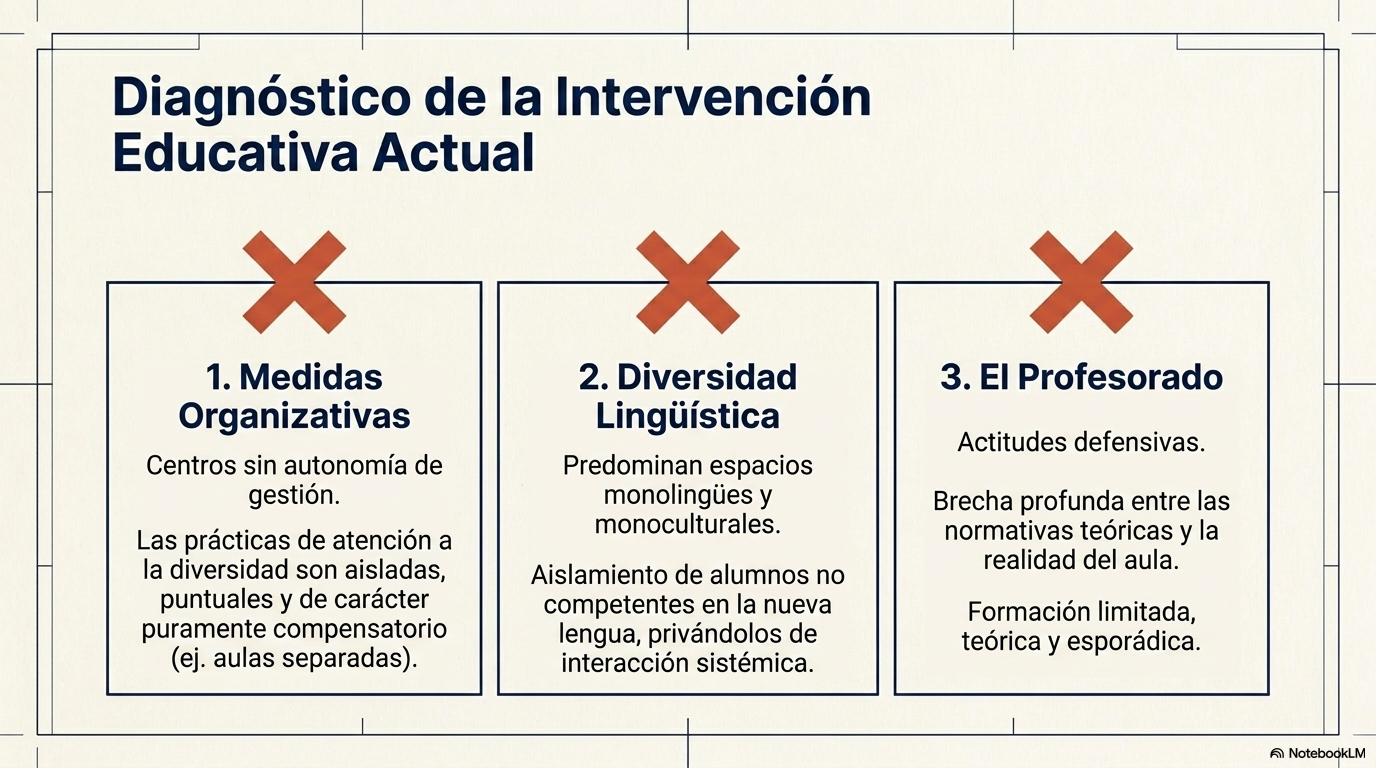 Diagnóstico de la Intervención
Educativa Actual
1. Medidas
Organizativas
Centros sin autonomía de
gestión.
Las prácticas de atención a
la diversidad son aisladas,
puntuales y de carácter
puramente compensatorio
(ej. aulas separadas).
2. Diversidad
Lingüística
Predominan espacios
monolingües y
monoculturales.
Aislamiento de alumnos no
competentes en la nueva
lengua, privándolos de
interacción sistémica.
3. El Profesorado
Actitudes defensivas.
Brecha profunda entre las
normativas teóricas y la
realidad del aula.
Formación limitada,
teórica y esporádica.
NotebookLM